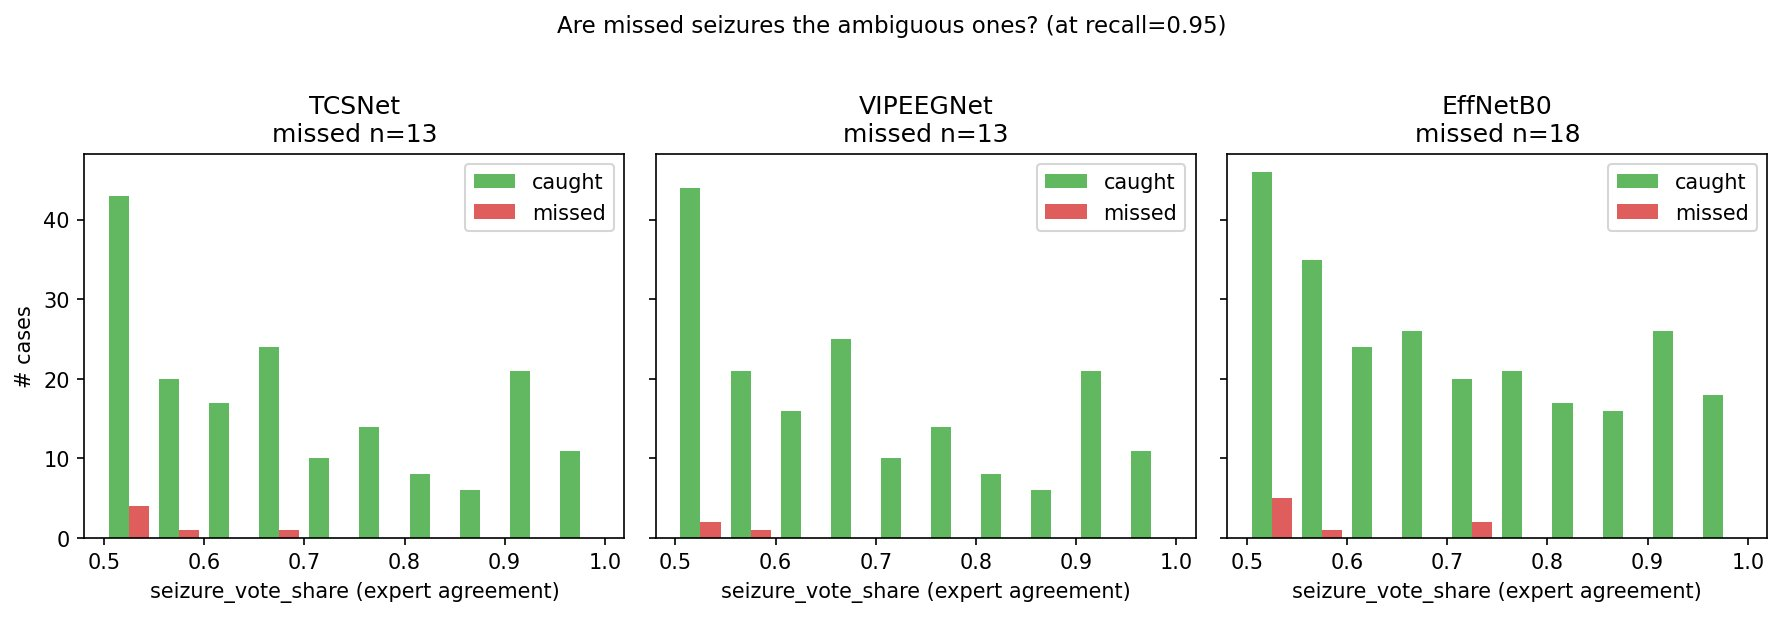 Are missed seizures the ambiguous ones? (at recall=0.95)
TCSNet
missed n=13
VIPEEGNet
missed n=13
EffNetB0
missed n=18
caught
missed
caught
missed
caught
missed
# cases
40
30
20
10
0
0.5 0.6 0.7 0.8 0.9 1.0
0.5 0.6 0.7 0.8 0.9 1.0
0.5 0.6 0.7 0.8 0.9 1.0
seizure_vote_share (expert agreement)
seizure_vote_share (expert agreement)
seizure_vote_share (expert agreement)